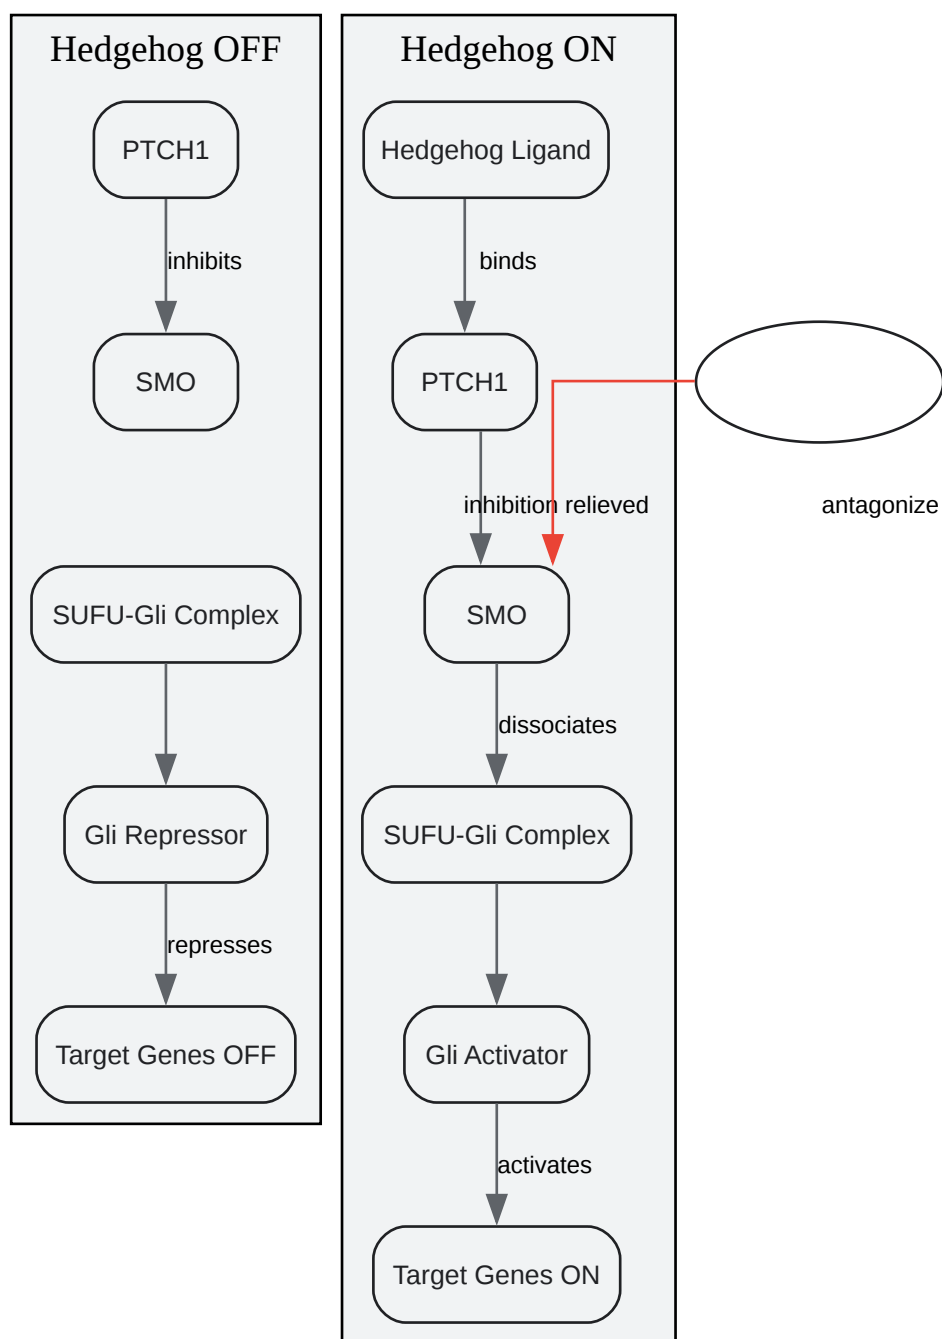 Hedgehog OFF
PTCH1
inhibits
SMO
SUFU-Gli Complex
Gli Repressor
represses
Target Genes OFF
Hedgehog ON
Hedgehog Ligand
binds
PTCH1
inhibition relieved
SMO
dissociates
SUFU-Gli Complex
Gli Activator
activates
Target Genes ON
antagonize